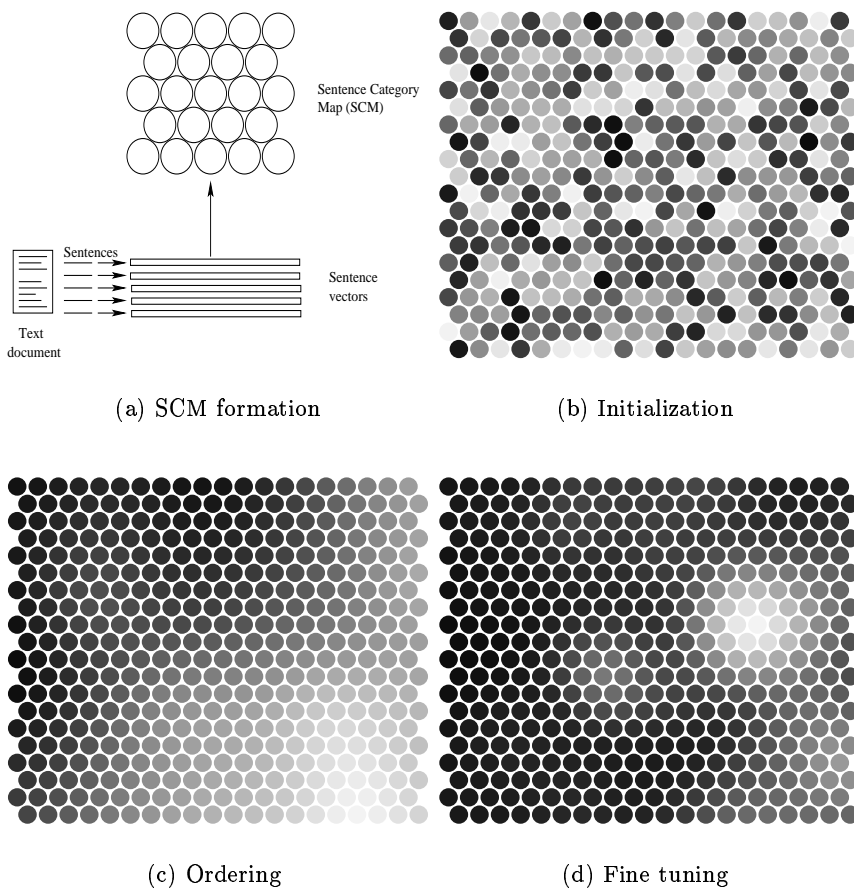 Sentence Category
Map (SCM)
Sentences
Sentence
vectors
Text
document
(a) SCM formation
(b) Initialization
(c) Ordering
(d) Fine tuning